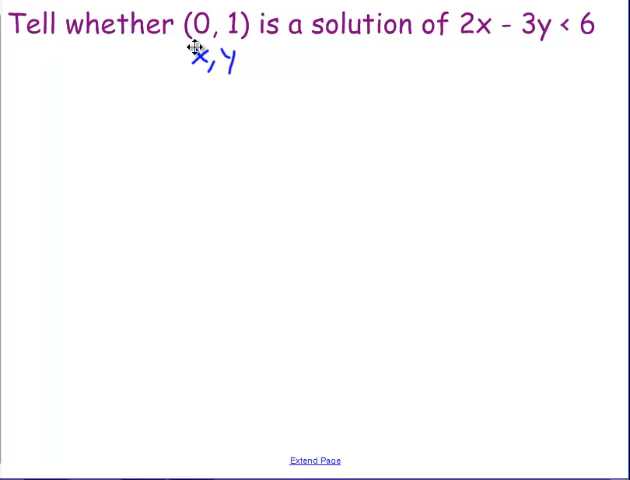 Tell whether (0, 1) is a solution of 2x - 3y < 6
x, y
Extend Page